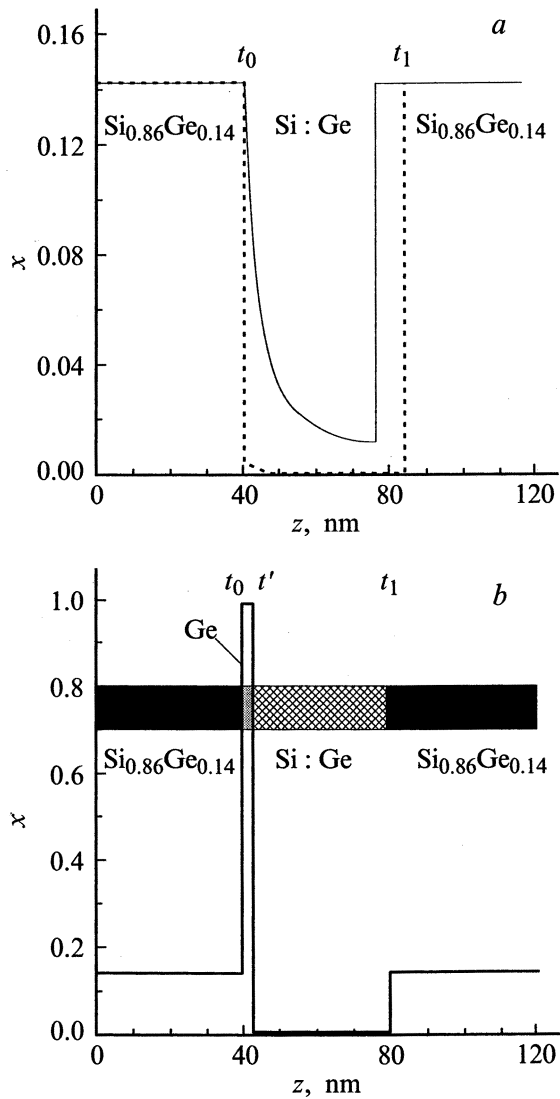 a
0.16
t₀
t₁
Si₀.₈₆Ge₀.₁₄
Si : Ge
Si₀.₈₆Ge₀.₁₄
0.12
x
0.08
0.04
0.00
0
40
80
120
z, nm
b
t₀
t′
t₁
1.0
Ge
0.8
Si₀.₈₆Ge₀.₁₄
Si : Ge
Si₀.₈₆Ge₀.₁₄
0.6
x
0.4
0.2
0.0
0
40
80
120
z, nm